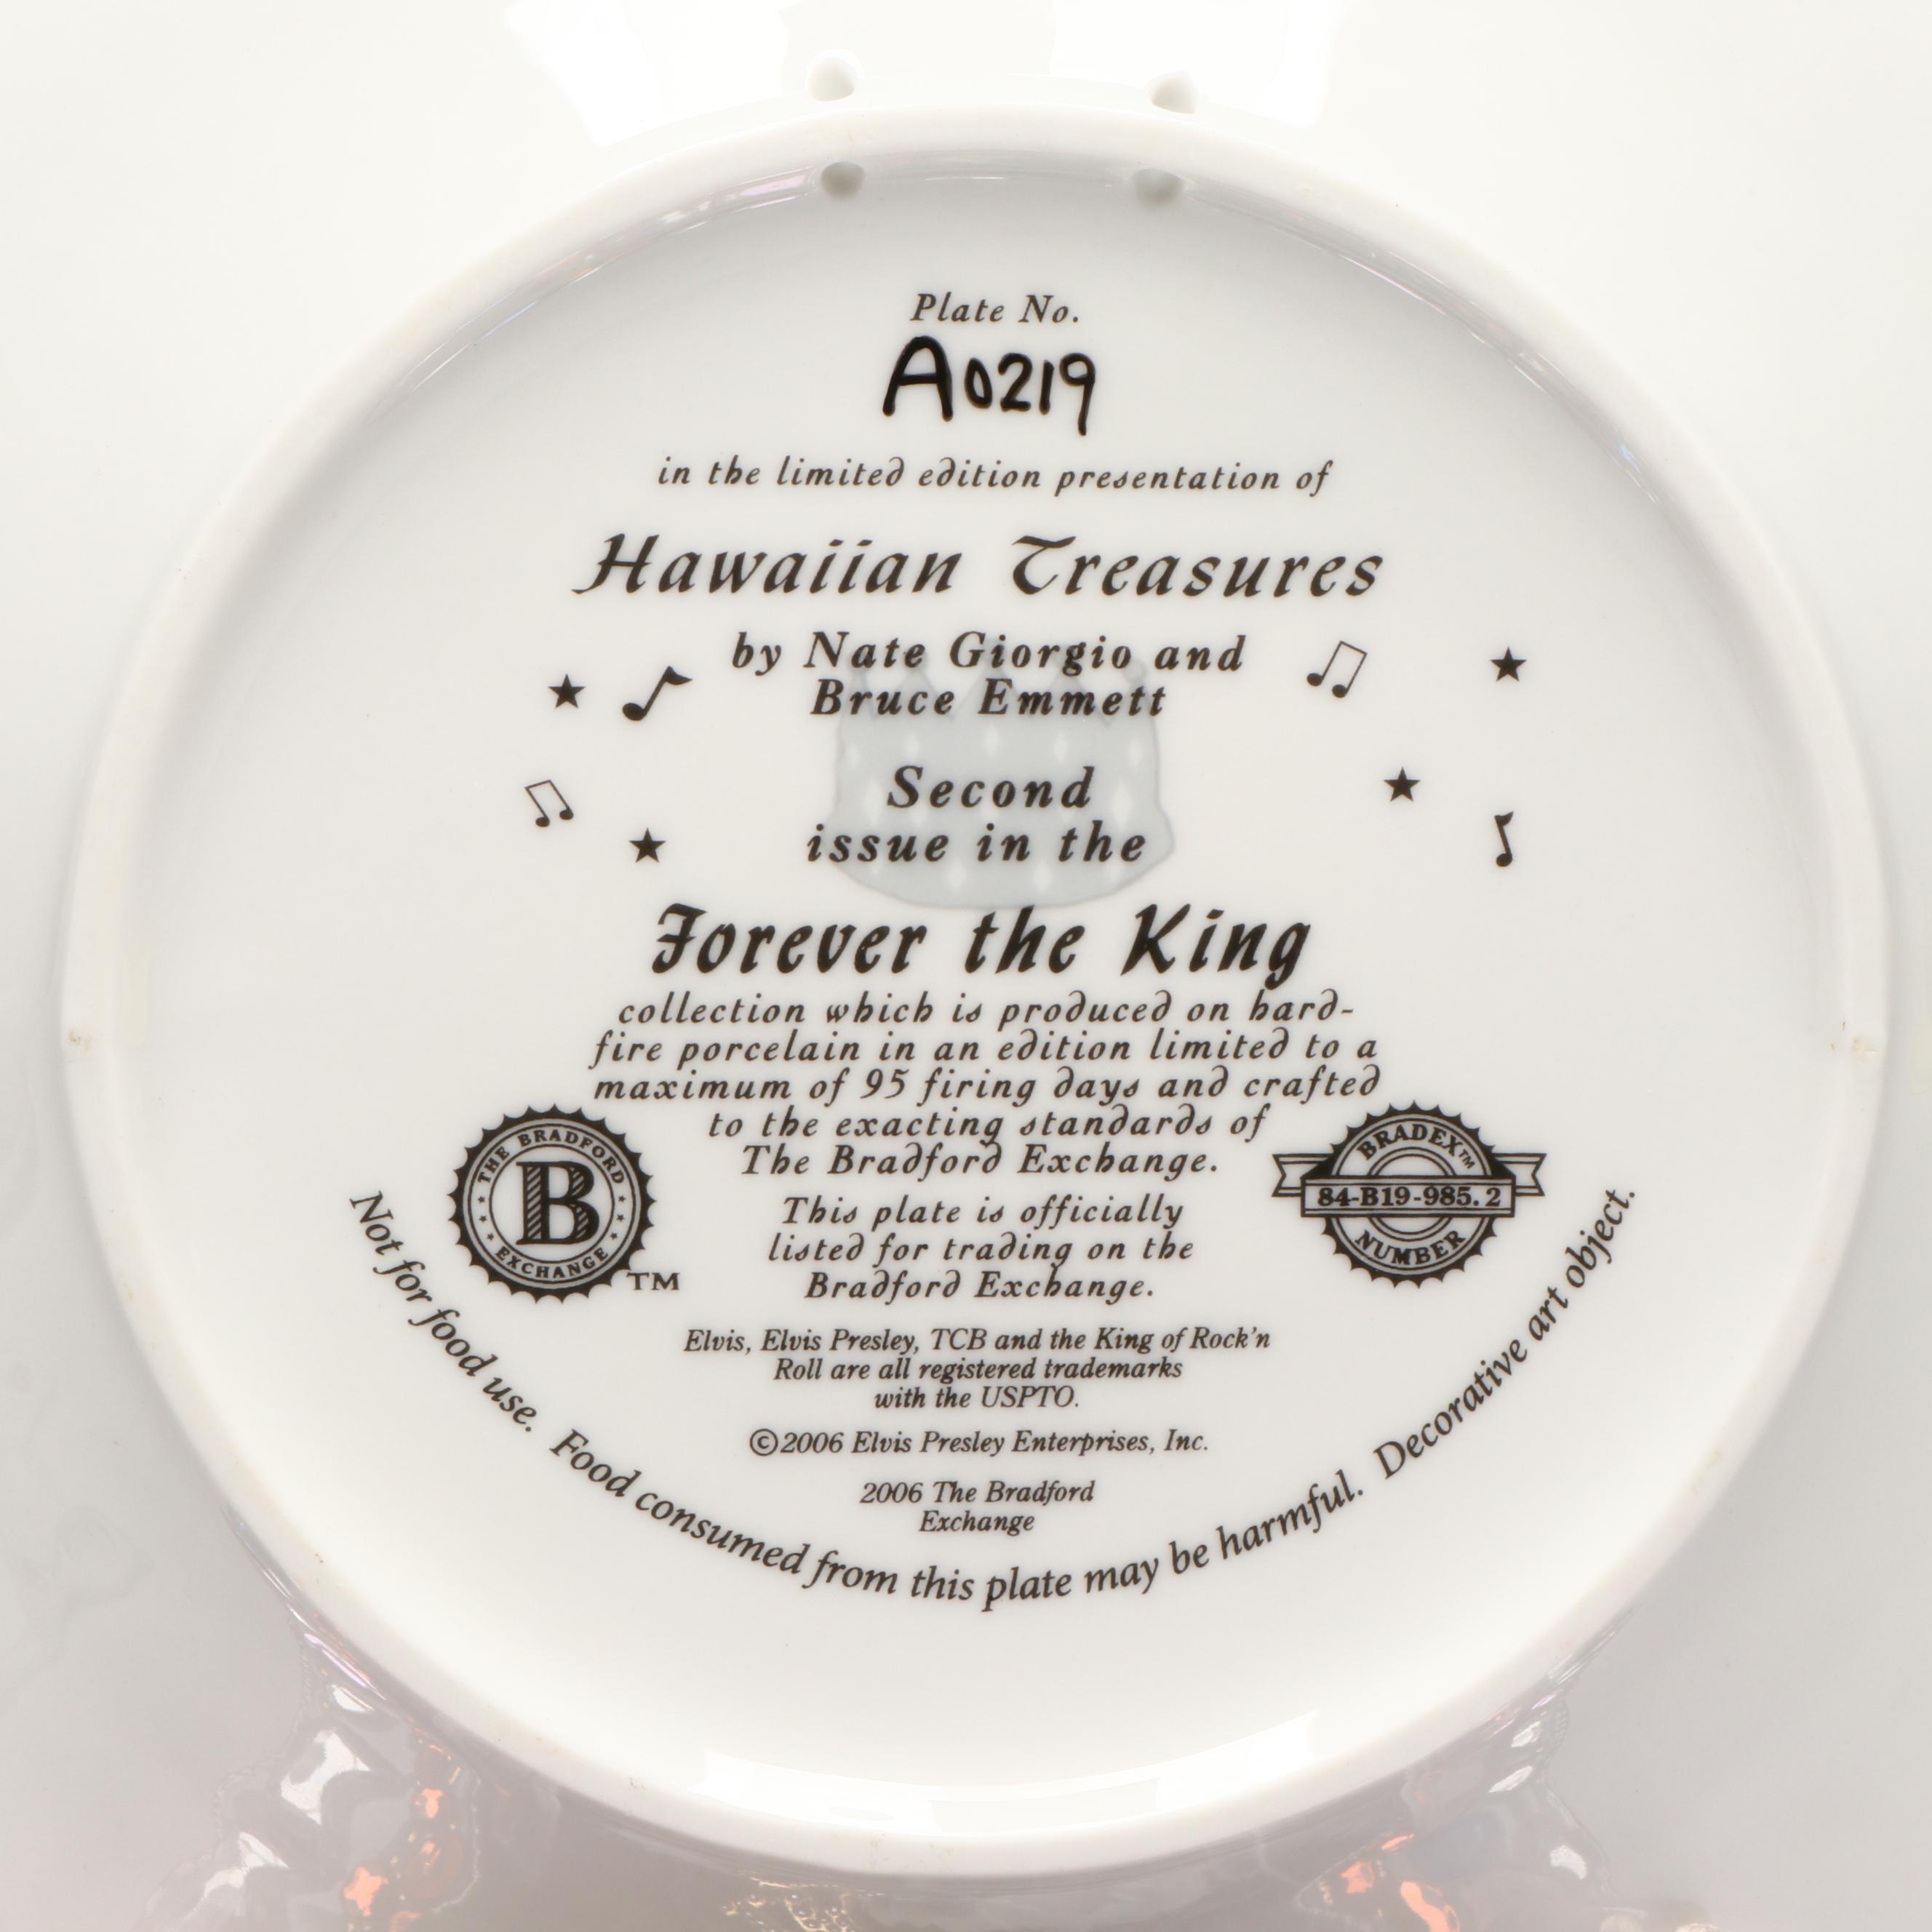 Plate No.
A0219
in the limited edition presentation of
Hawaiian Treasures
by Nate Giorgio and
Bruce Emmett
Second
issue in the
Forever the King
collection which is produced on hard-
fire porcelain in an edition limited to a
maximum of 95 firing days and crafted
to the exacting standards of
The Bradford Exchange.
THE BRADFORD
B
EXCHANGE
TM
BRADEX™
84-B19-985.2
NUMBER
This plate is officially
listed for trading on the
Bradford Exchange.
Elvis, Elvis Presley, TCB and the King of Rock'n
Roll are all registered trademarks
with the USPTO.
©2006 Elvis Presley Enterprises, Inc.
2006 The Bradford
Exchange
Not for food use. Food consumed from this plate may be harmful. Decorative art object.